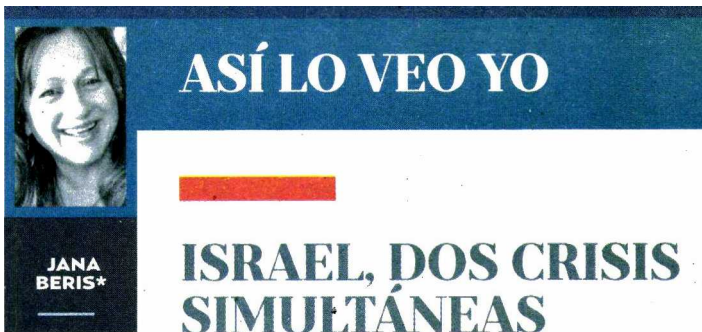 ASÍ LO VEO YO
JANA
BERIS*
ISRAEL, DOS CRISIS
SIMULTÁNEAS